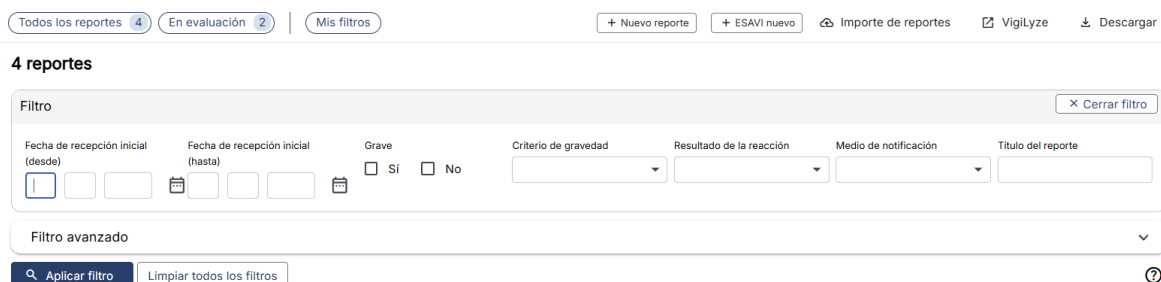 Todos los reportes 4 En evaluación 2 Mis filtros + Nuevo reporte + ESAVI nuevo Importe de reportes VigiLyze Descargar
4 reportes
Filtro × Cerrar filtro
Fecha de recepción inicial (desde) Fecha de recepción inicial (hasta) Grave Criterio de gravedad Resultado de la reacción Medio de notificación Título del reporte
Sí No
Filtro avanzado
Aplicar filtro Limpiar todos los filtros ?